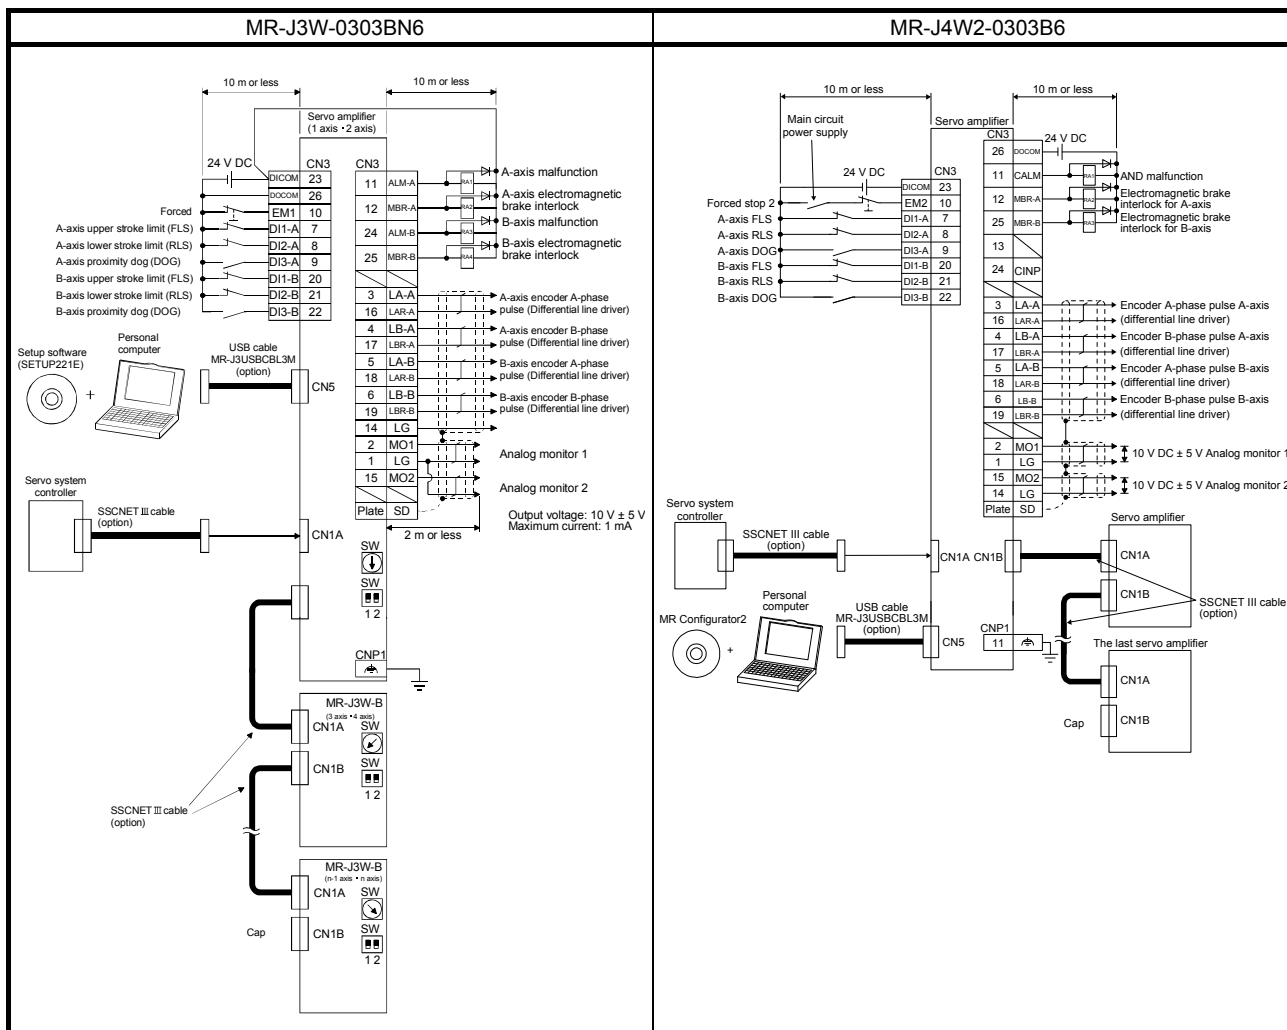 MR-J3W-0303BN6
10 m or less
10 m or less
Servo amplifier
(1 axis・2 axis)
24 V DC
CN3
CN3
DICOM 23
DOCOM 26
Forced EM1 10
A-axis upper stroke limit (FLS) DI1-A 7
A-axis lower stroke limit (RLS) DI2-A 8
A-axis proximity dog (DOG) DI3-A 9
B-axis upper stroke limit (FLS) DI1-B 20
B-axis lower stroke limit (RLS) DI2-B 21
B-axis proximity dog (DOG) DI3-B 22
11 ALM-A RA1 A-axis malfunction
12 MBR-A RA2 A-axis electromagnetic
brake interlock
24 ALM-B RA3 B-axis malfunction
25 MBR-B RA4 B-axis electromagnetic
brake interlock
3 LA-A A-axis encoder A-phase
16 LAR-A pulse (Differential line driver)
4 LB-A A-axis encoder B-phase
17 LBR-A pulse (Differential line driver)
5 LA-B B-axis encoder A-phase
18 LAR-B pulse (Differential line driver)
6 LB-B B-axis encoder B-phase
19 LBR-B pulse (Differential line driver)
14 LG
2 MO1
1 LG
Analog monitor 1
15 MO2
Analog monitor 2
Plate SD
Output voltage: 10 V ± 5 V
Maximum current: 1 mA
2 m or less
Setup software
(SETUP221E)
+
Personal
computer
USB cable
MR-J3USBCBL3M
(option)
CN5
Servo system
controller
SSCNET III cable
(option)
CN1A
SW
SW
1 2
CNP1
MR-J3W-B
(3 axis・4 axis)
CN1A
SW
CN1B
SW
1 2
SSCNET III cable
(option)
MR-J3W-B
(n-1 axis・n axis)
CN1A
SW
Cap
CN1B
SW
1 2
MR-J4W2-0303B6
10 m or less
10 m or less
Main circuit
power supply
Servo amplifier
24 V DC
CN3
DICOM 23
Forced stop 2 EM2 10
A-axis FLS DI1-A 7
A-axis RLS DI2-A 8
A-axis DOG DI3-A 9
B-axis FLS DI1-B 20
B-axis RLS DI2-B 21
B-axis DOG DI3-B 22
CN3
24 V DC
26 DOCOM
11 CALM RA1 AND malfunction
12 MBR-A RA2 Electromagnetic brake
interlock for A-axis
25 MBR-B RA3 Electromagnetic brake
interlock for B-axis
13
24 CINP
3 LA-A Encoder A-phase pulse A-axis
16 LAR-A (differential line driver)
4 LB-A Encoder B-phase pulse A-axis
17 LBR-A (differential line driver)
5 LA-B Encoder A-phase pulse B-axis
18 LAR-B (differential line driver)
6 LB-B Encoder B-phase pulse B-axis
19 LBR-B (differential line driver)
2 MO1
1 LG
10 V DC ± 5 V Analog monitor 1
15 MO2
14 LG
10 V DC ± 5 V Analog monitor 2
Plate SD
Servo system
controller
SSCNET III cable
(option)
CN1A CN1B
Servo amplifier
CN1A
CN1B
SSCNET III cable
(option)
MR Configurator2
+
Personal
computer
USB cable
MR-J3USBCBL3M
(option)
CN5
CNP1
11
The last servo amplifier
CN1A
Cap
CN1B